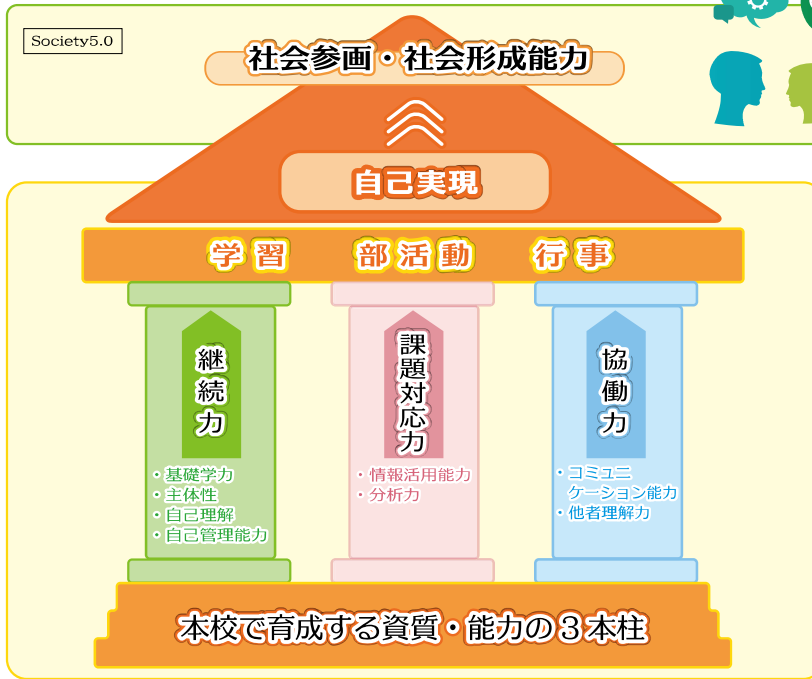 Society5.0
社会参画・社会形成能力
自己実現
学習 部活動 行事
継続力
・基礎学力
・主体性
・自己理解
・自己管理能力
課題対応力
・情報活用能力
・分析力
協働力
・コミュニ
ケーション能力
・他者理解力
本校で育成する資質・能力の3本柱